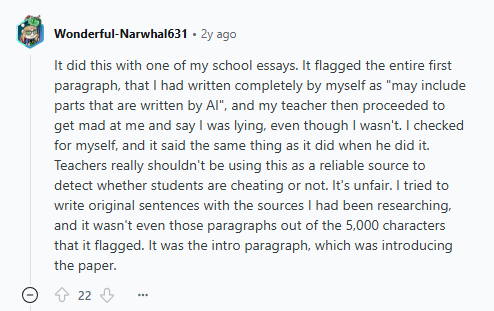 Wonderful-Narwhal631 • 2y ago
It did this with one of my school essays. It flagged the entire first
paragraph, that I had written completely by myself as "may include
parts that are written by AI", and my teacher then proceeded to
get mad at me and say I was lying, even though I wasn't. I checked
for myself, and it said the same thing as it did when he did it.
Teachers really shouldn't be using this as a reliable source to
detect whether students are cheating or not. It's unfair. I tried to
write original sentences with the sources I had been researching,
and it wasn't even those paragraphs out of the 5,000 characters
that it flagged. It was the intro paragraph, which was introducing
the paper.
22